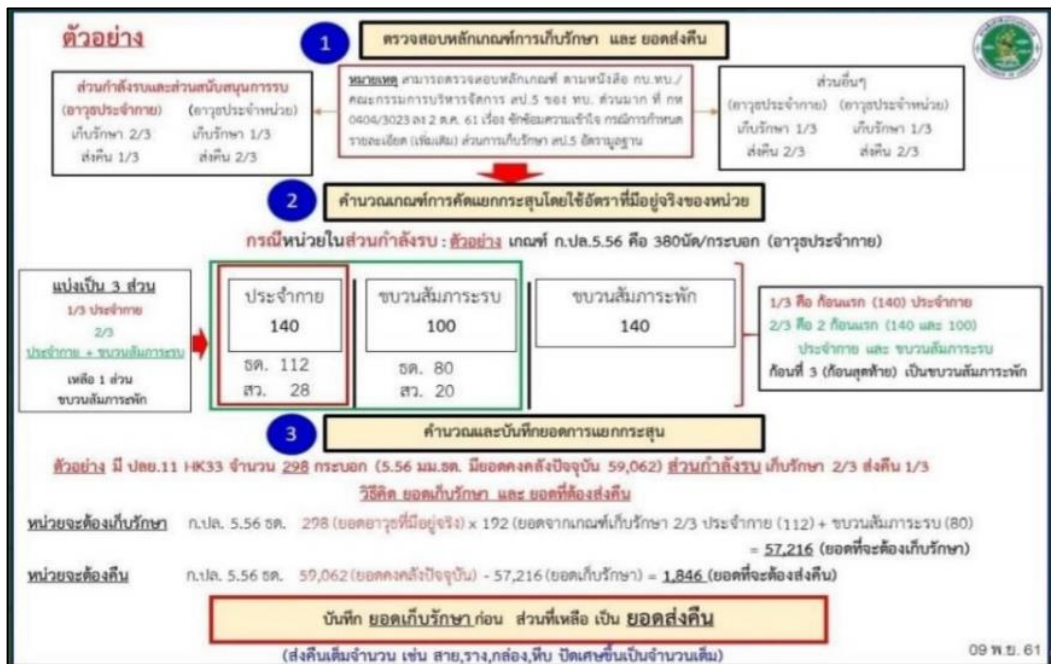 ตัวอย่าง
1
ตรวจสอบหลักเกณฑ์การเก็บรักษา และ ยอดส่งคืน
ส่วนกำลังรบและส่วนสนับสนุนการรบ
(อาวุธประจำกาย) (อาวุธประจำหน่วย)
เก็บรักษา 2/3 เก็บรักษา 1/3
ส่งคืน 1/3 ส่งคืน 2/3
หมายเหตุ สามารถตรวจสอบหลักเกณฑ์ ตามหนังสือ กบ.ทบ./
คณะกรรมการบริหารจัดการ สป.5 ของ ทบ. ด่วนมาก ที่ กห
0404/3023 ลง 2 ต.ค. 61 เรื่อง ซักซ้อมความเข้าใจ กรณีการกำหนด
รายละเอียด (เพิ่มเติม) ส่วนการเก็บรักษา สป.5 อัตรามูลฐาน
ส่วนอื่นๆ
(อาวุธประจำกาย) (อาวุธประจำหน่วย)
เก็บรักษา 1/3 เก็บรักษา 1/3
ส่งคืน 2/3 ส่งคืน 2/3
2
คำนวณเกณฑ์การคัดแยกกระสุนโดยใช้อัตราที่มีอยู่จริงของหน่วย
กรณีหน่วยในส่วนกำลังรบ : ตัวอย่าง เกณฑ์ ก.ปล.5.56 คือ 380นัด/กระบอก (อาวุธประจำกาย)
แบ่งเป็น 3 ส่วน
1/3 ประจำกาย
2/3
ประจำกาย + ขบวนสัมภาระรบ
เหลือ 1 ส่วน
ขบวนสัมภาระพัก
ประจำกาย
140
ธด. 112
สว. 28
ขบวนสัมภาระรบ
100
ธด. 80
สว. 20
ขบวนสัมภาระพัก
140
1/3 คือ ก้อนแรก (140) ประจำกาย
2/3 คือ 2 ก้อนแรก (140 และ 100)
ประจำกาย และ ขบวนสัมภาระรบ
ก้อนที่ 3 (ก้อนสุดท้าย) เป็นขบวนสัมภาระพัก
3
คำนวณและบันทึกยอดการแยกกระสุน
ตัวอย่าง มี ปลย.11 HK33 จำนวน 298 กระบอก (5.56 มม.ธด. มียอดคงคลังปัจจุบัน 59,062) ส่วนกำลังรบ เก็บรักษา 2/3 ส่งคืน 1/3
วิธีคิด ยอดเก็บรักษา และ ยอดที่ต้องส่งคืน
หน่วยจะต้องเก็บรักษา ก.ปล. 5.56 ธด. 298 (ยอดอาวุธที่มีอยู่จริง) x 192 (ยอดจากเกณฑ์เก็บรักษา 2/3 ประจำกาย (112) + ขบวนสัมภาระรบ (80)
= 57,216 (ยอดที่จะต้องเก็บรักษา)
หน่วยจะต้องคืน ก.ปล. 5.56 ธด. 59,062 (ยอดคงคลังปัจจุบัน) - 57,216 (ยอดเก็บรักษา) = 1,846 (ยอดที่จะต้องส่งคืน)
บันทึก ยอดเก็บรักษา ก่อน ส่วนที่เหลือ เป็น ยอดส่งคืน
(ส่งคืนเต็มจำนวน เช่น สาย,ราง,กล่อง,หีบ ปัดเศษขึ้นเป็นจำนวนเต็ม)
09 พ.ย. 61